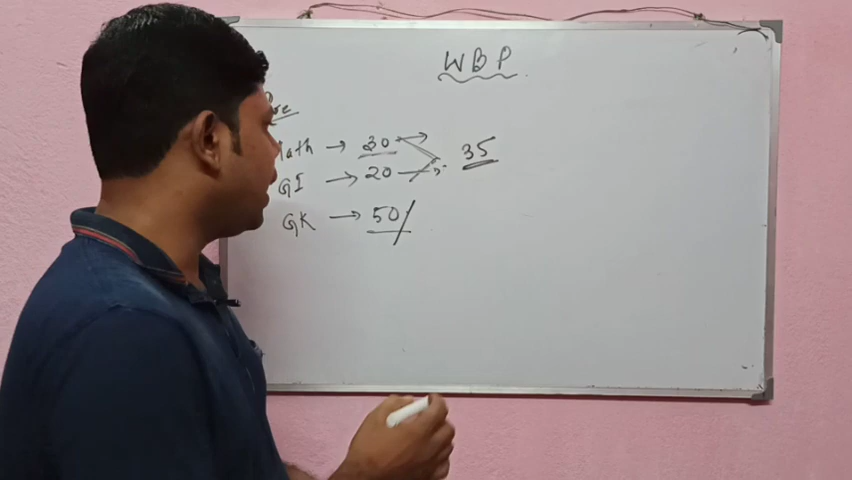 WBP
Math → 30 → 35
GI → 20
GK → 50/